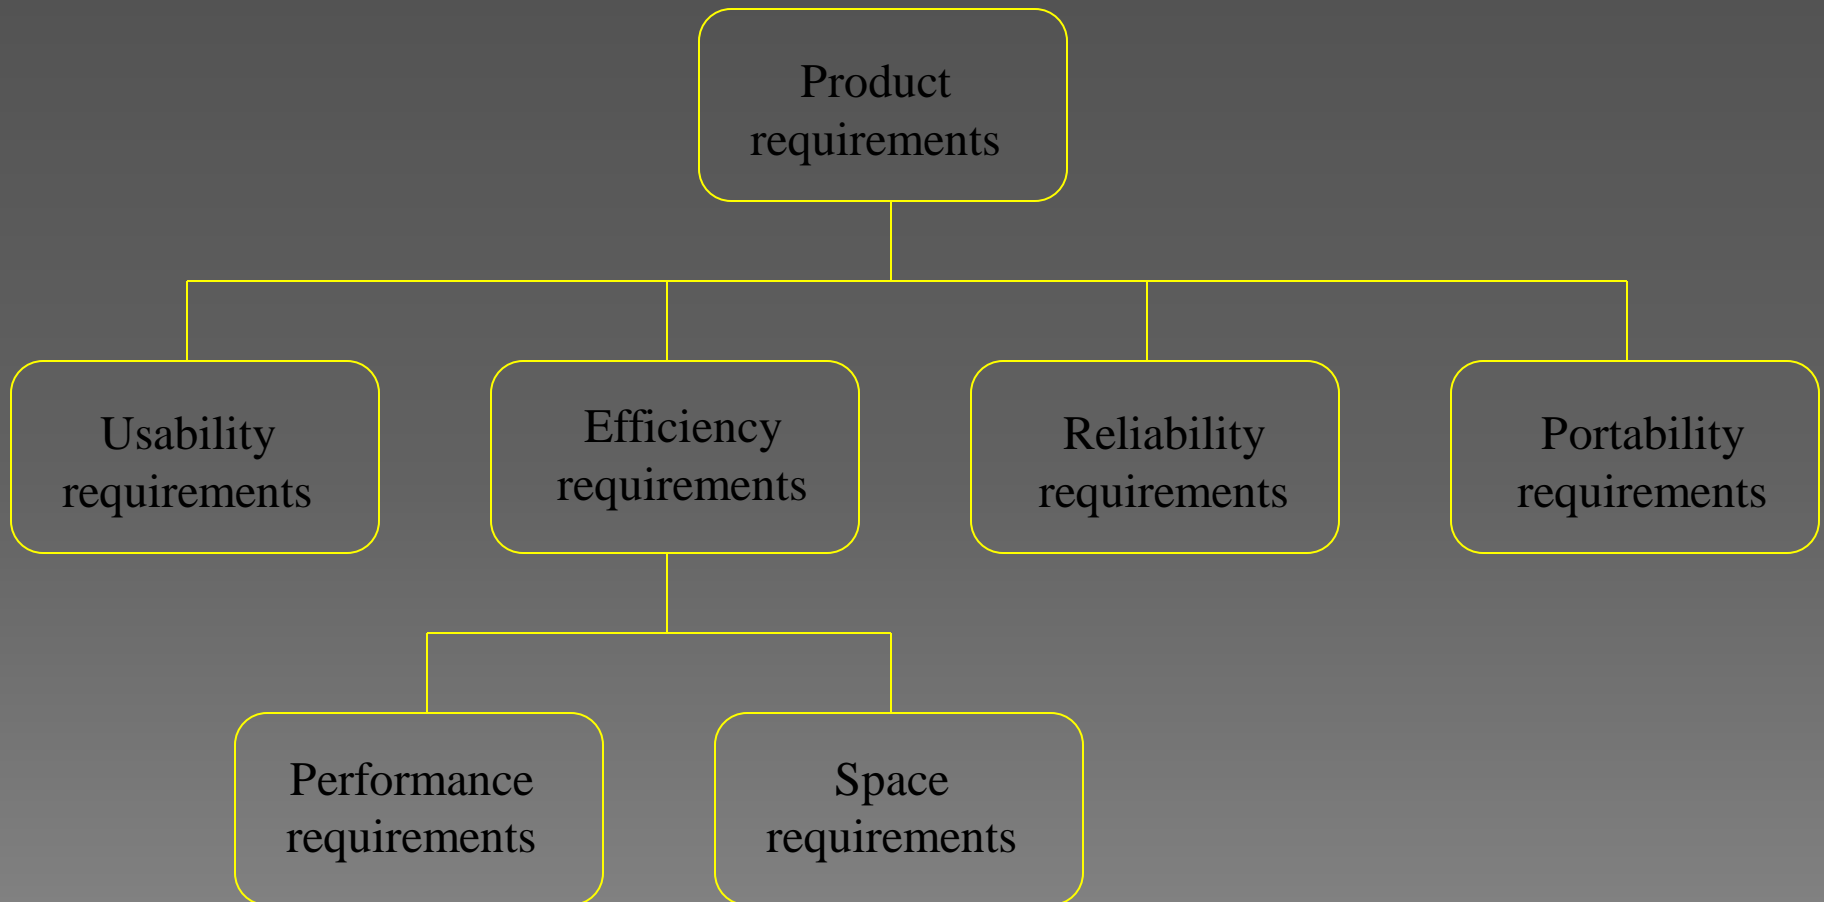 Product
requirements
Usability
requirements
Efficiency
requirements
Reliability
requirements
Portability
requirements
Performance
requirements
Space
requirements